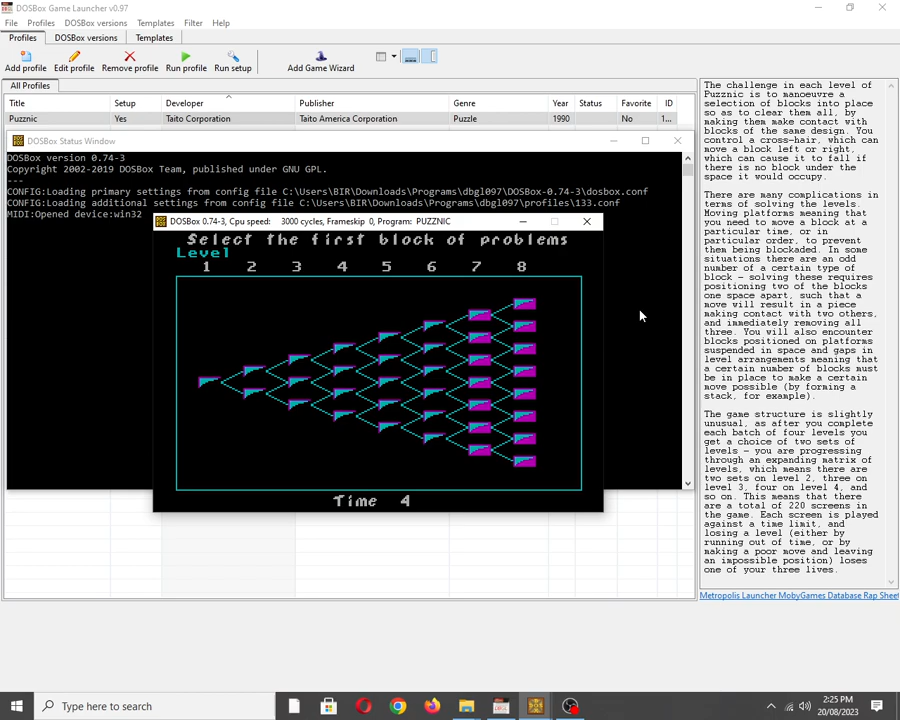 DOSBox Game Launcher v0.97
File Profiles DOSBox versions Templates Filter Help
Profiles DOSBox versions Templates
Add profile Edit profile Remove profile Run profile Run setup Add Game Wizard
All Profiles
Title Setup Developer Publisher Genre Year Status Favorite ID
Puzznic Yes Taito Corporation Taito America Corporation Puzzle 1990 No 1...
DOSBox Status Window
DOSBox version 0.74-3
Copyright 2002-2019 DOSBox Team, published under GNU GPL.
---
CONFIG:Loading primary settings from config file C:\Users\BIR\Downloads\Programs\dbgl097\DOSBox-0.74-3\dosbox.conf
CONFIG:Loading additional settings from config file C:\Users\BIR\Downloads\Programs\dbgl097\profiles\133.conf
MIDI:Opened device:win32
DOSBox 0.74-3, Cpu speed: 3000 cycles, Frameskip 0, Program: PUZZNIC
Select the first block of problems
Level
1 2 3 4 5 6 7 8
Time 4
The challenge in each level of
Puzznic is to manoeuvre a
selection of blocks into place
so as to clear them all, by
making them make contact with
blocks of the same design. You
control a cross-hair, which can
move a block left or right,
which can cause it to fall if
there is no block under the
space it would occupy.
There are many complications in
terms of solving the levels.
Moving platforms meaning that
you need to move a block at a
particular time, or in
particular order, to prevent
them being blockaded. In some
situations there are an odd
number of a certain type of
block - solving these requires
positioning two of the blocks
one space apart, such that a
move will result in a piece
making contact with two others,
and immediately removing all
three. You will also encounter
blocks positioned on platforms
suspended in space and gaps in
level arrangements meaning that
a certain number of blocks must
be in place to make a certain
move possible (by forming a
stack, for example).
The game structure is slightly
unusual, as after you complete
each batch of four levels you
get a choice of two sets of
levels - you are progressing
through an expanding matrix of
levels, which means there are
two sets on level 2, three on
level 3, four on level 4, and
so on. This means that there
are a total of 220 screens in
the game. Each screen is played
against a time limit, and
losing a level (either by
running out of time, or by
making a poor move and leaving
an impossible position) loses
one of your three lives.
Metropolis Launcher MobyGames Database Rap Sheet
Type here to search
2:25 PM
20/08/2023